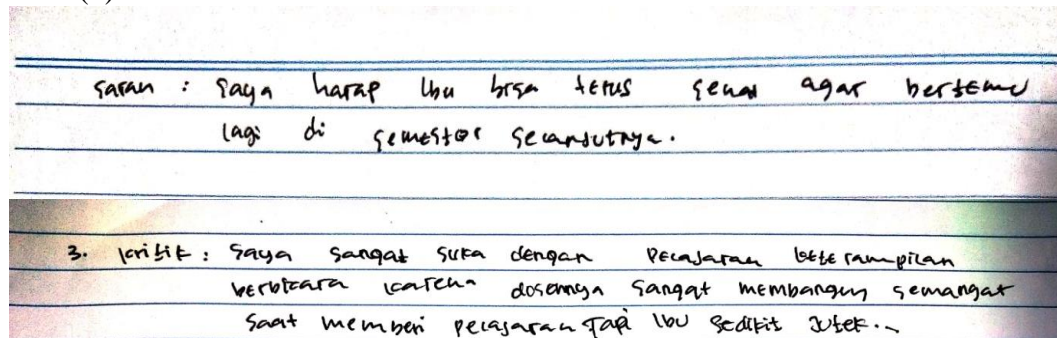 saran : saya harap Ibu bisa terus sehat agar bertemu
lagi di semester selanjutnya.
3. kritik : saya sangat suka dengan pelajaran keterampilan
berbicara karena dosennya sangat membangun semangat
saat memberi pelajaran tapi Ibu sedikit jutek..